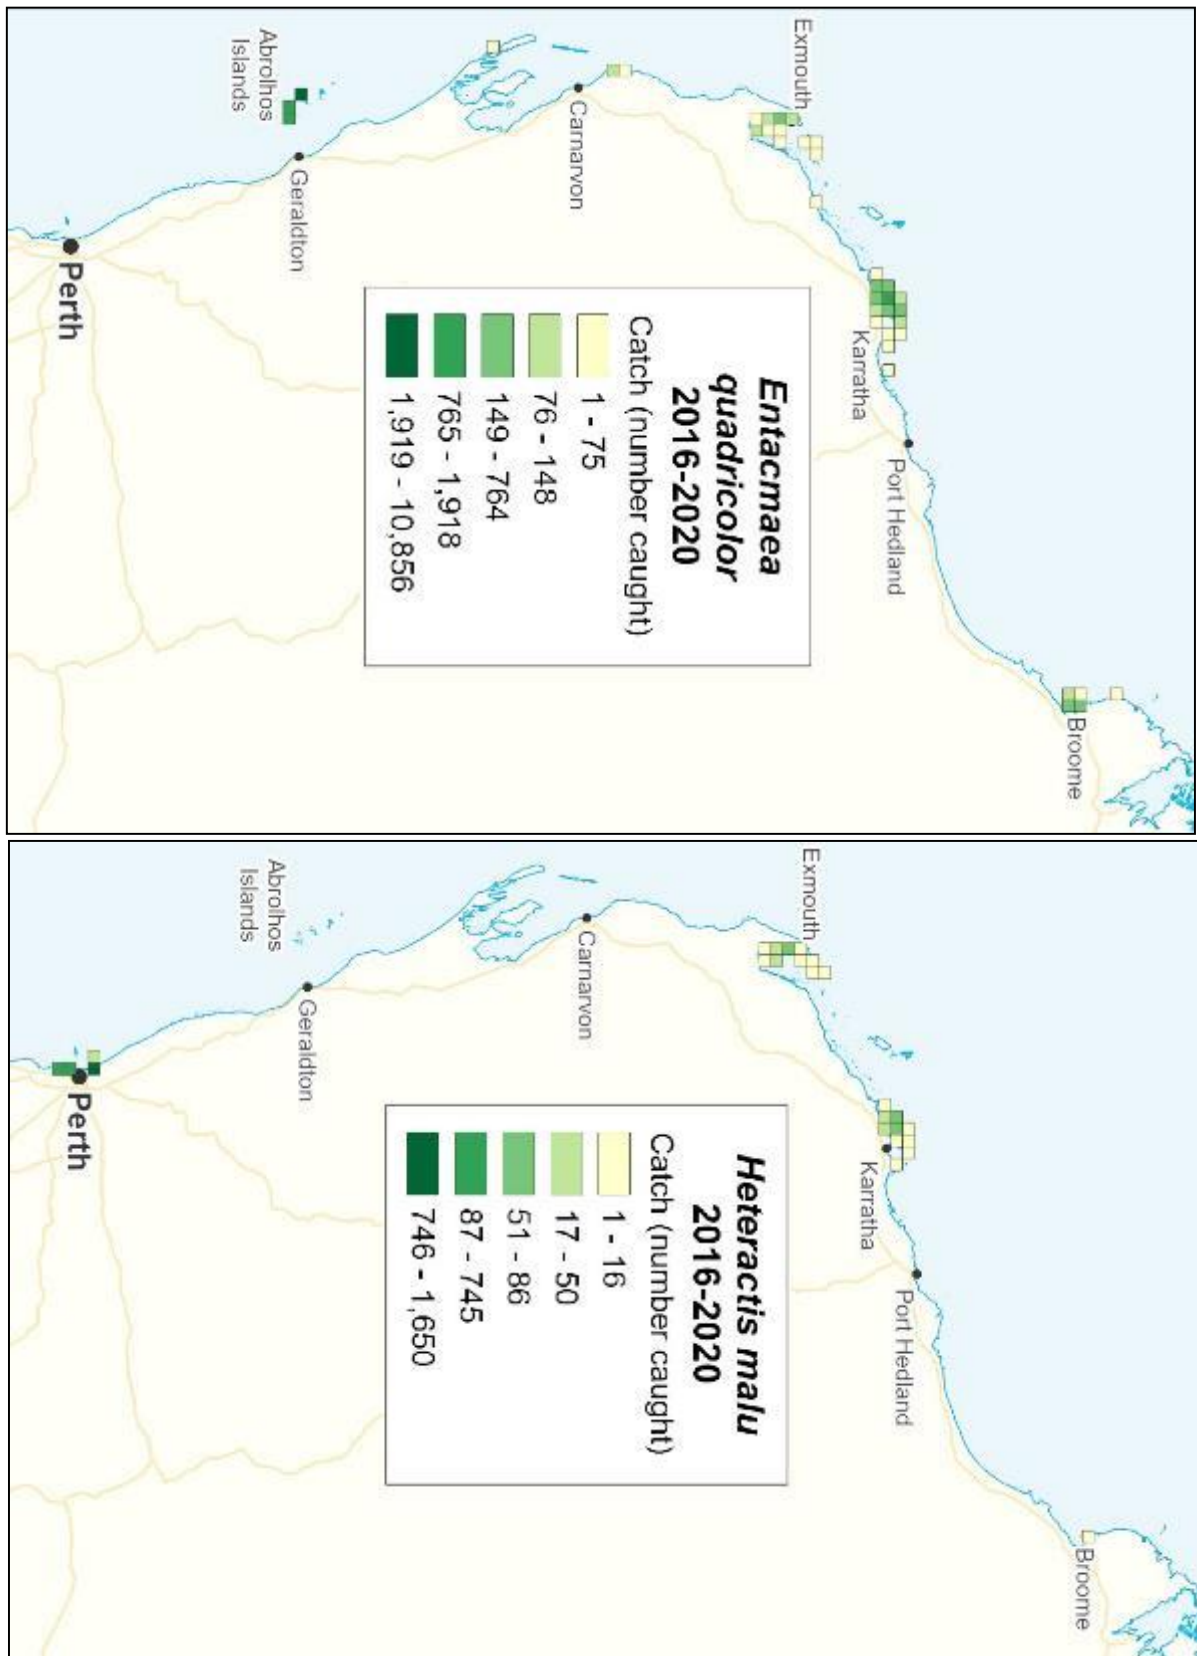 Exmouth
Abrolhos
Islands
Carnarvon
Geraldton
Perth
Karratha
Port Hedland
Broome
Entacmaea
quadricolor
2016-2020
Catch (number caught)
1 - 75
76 - 148
149 - 764
765 - 1,918
1,919 - 10,856
Exmouth
Abrolhos
Islands
Carnarvon
Geraldton
Perth
Karratha
Port Hedland
Broome
Heteractis malu
2016-2020
Catch (number caught)
1 - 16
17 - 50
51 - 86
87 - 745
746 - 1,650